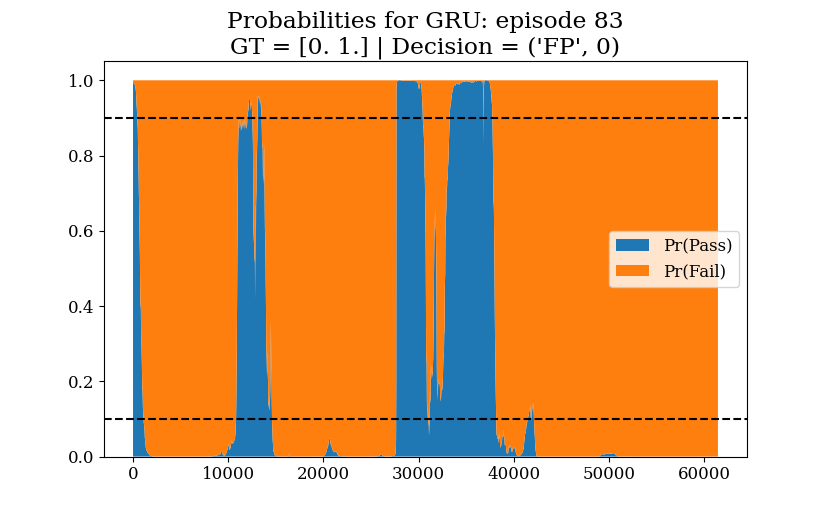 Probabilities for GRU: episode 83
GT = [0. 1.] | Decision = ('FP', 0)
1.0
0.8
0.6
0.4
0.2
0.0
Pr(Pass)
Pr(Fail)
0 10000 20000 30000 40000 50000 60000